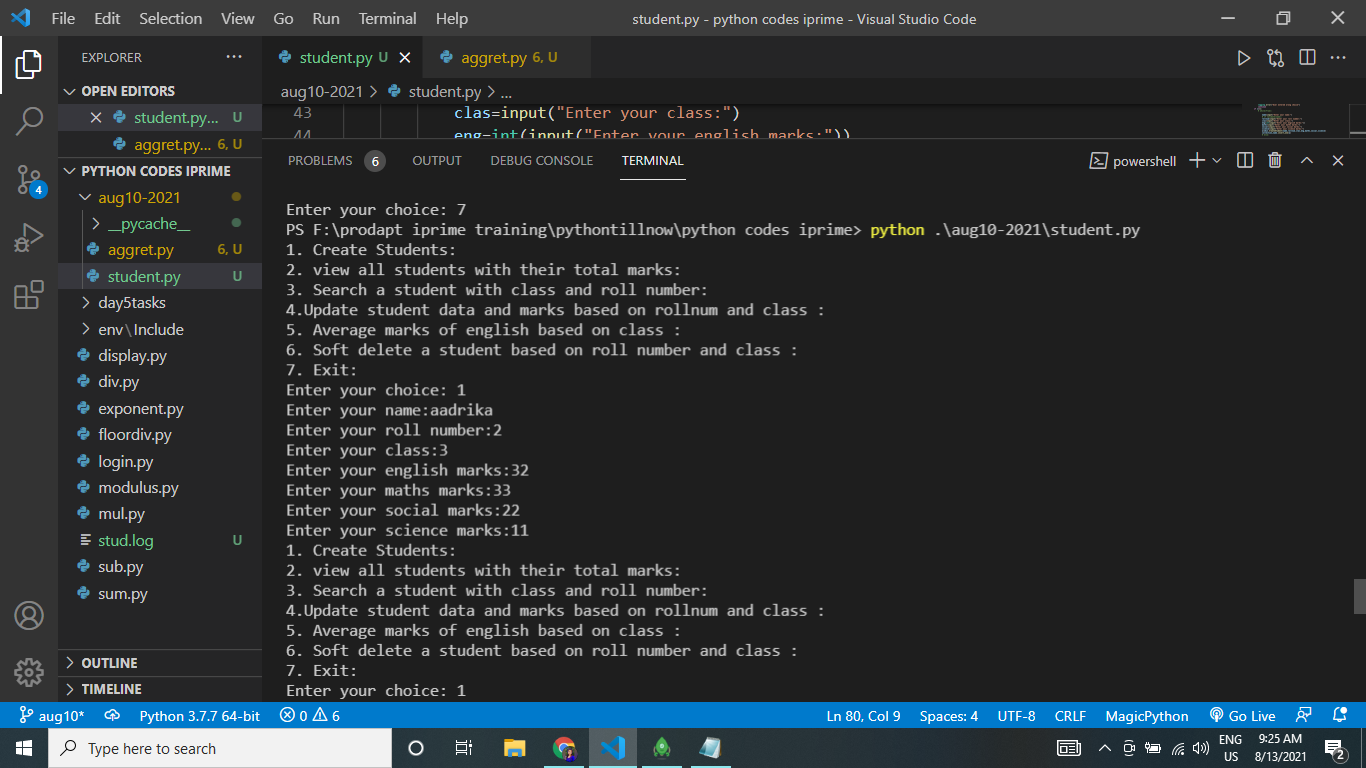 File Edit Selection View Go Run Terminal Help student.py - python codes iprime - Visual Studio Code
EXPLORER
OPEN EDITORS
student.py... U
aggret.py... 6, U
PYTHON CODES IPRIME
aug10-2021
__pycache__
aggret.py 6, U
student.py U
day5tasks
env\Include
display.py
div.py
exponent.py
floordiv.py
login.py
modulus.py
mul.py
stud.log U
sub.py
sum.py
OUTLINE
TIMELINE
4
student.py U aggret.py 6, U
aug10-2021 > student.py > ...
43 clas=input("Enter your class:")
44 eng=int(input("Enter your english marks:"))
PROBLEMS 6 OUTPUT DEBUG CONSOLE TERMINAL powershell
Enter your choice: 7
PS F:\prodapt iprime training\pythontillnow\python codes iprime> python .\aug10-2021\student.py
1. Create Students:
2. view all students with their total marks:
3. Search a student with class and roll number:
4.Update student data and marks based on rollnum and class :
5. Average marks of english based on class :
6. Soft delete a student based on roll number and class :
7. Exit:
Enter your choice: 1
Enter your name:aadrika
Enter your roll number:2
Enter your class:3
Enter your english marks:32
Enter your maths marks:33
Enter your social marks:22
Enter your science marks:11
1. Create Students:
2. view all students with their total marks:
3. Search a student with class and roll number:
4.Update student data and marks based on rollnum and class :
5. Average marks of english based on class :
6. Soft delete a student based on roll number and class :
7. Exit:
Enter your choice: 1
aug10* Python 3.7.7 64-bit 0 6 Ln 80, Col 9 Spaces: 4 UTF-8 CRLF MagicPython Go Live
Type here to search
ENG
US
9:25 AM
8/13/2021
2